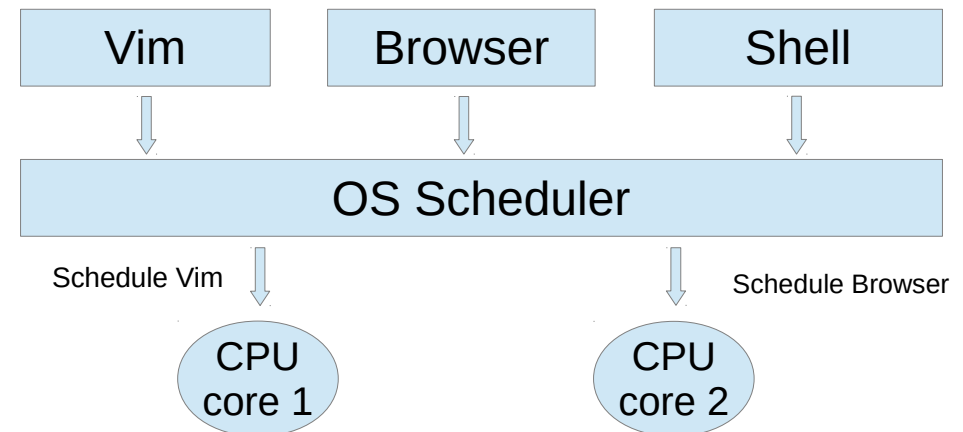 Vim
Browser
Shell
OS Scheduler
Schedule Vim
Schedule Browser
CPU
core 1
CPU
core 2